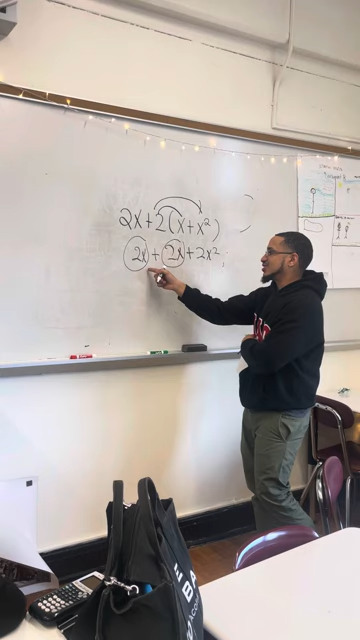 2x+2(x+x²)
2x + 2x + 2x²